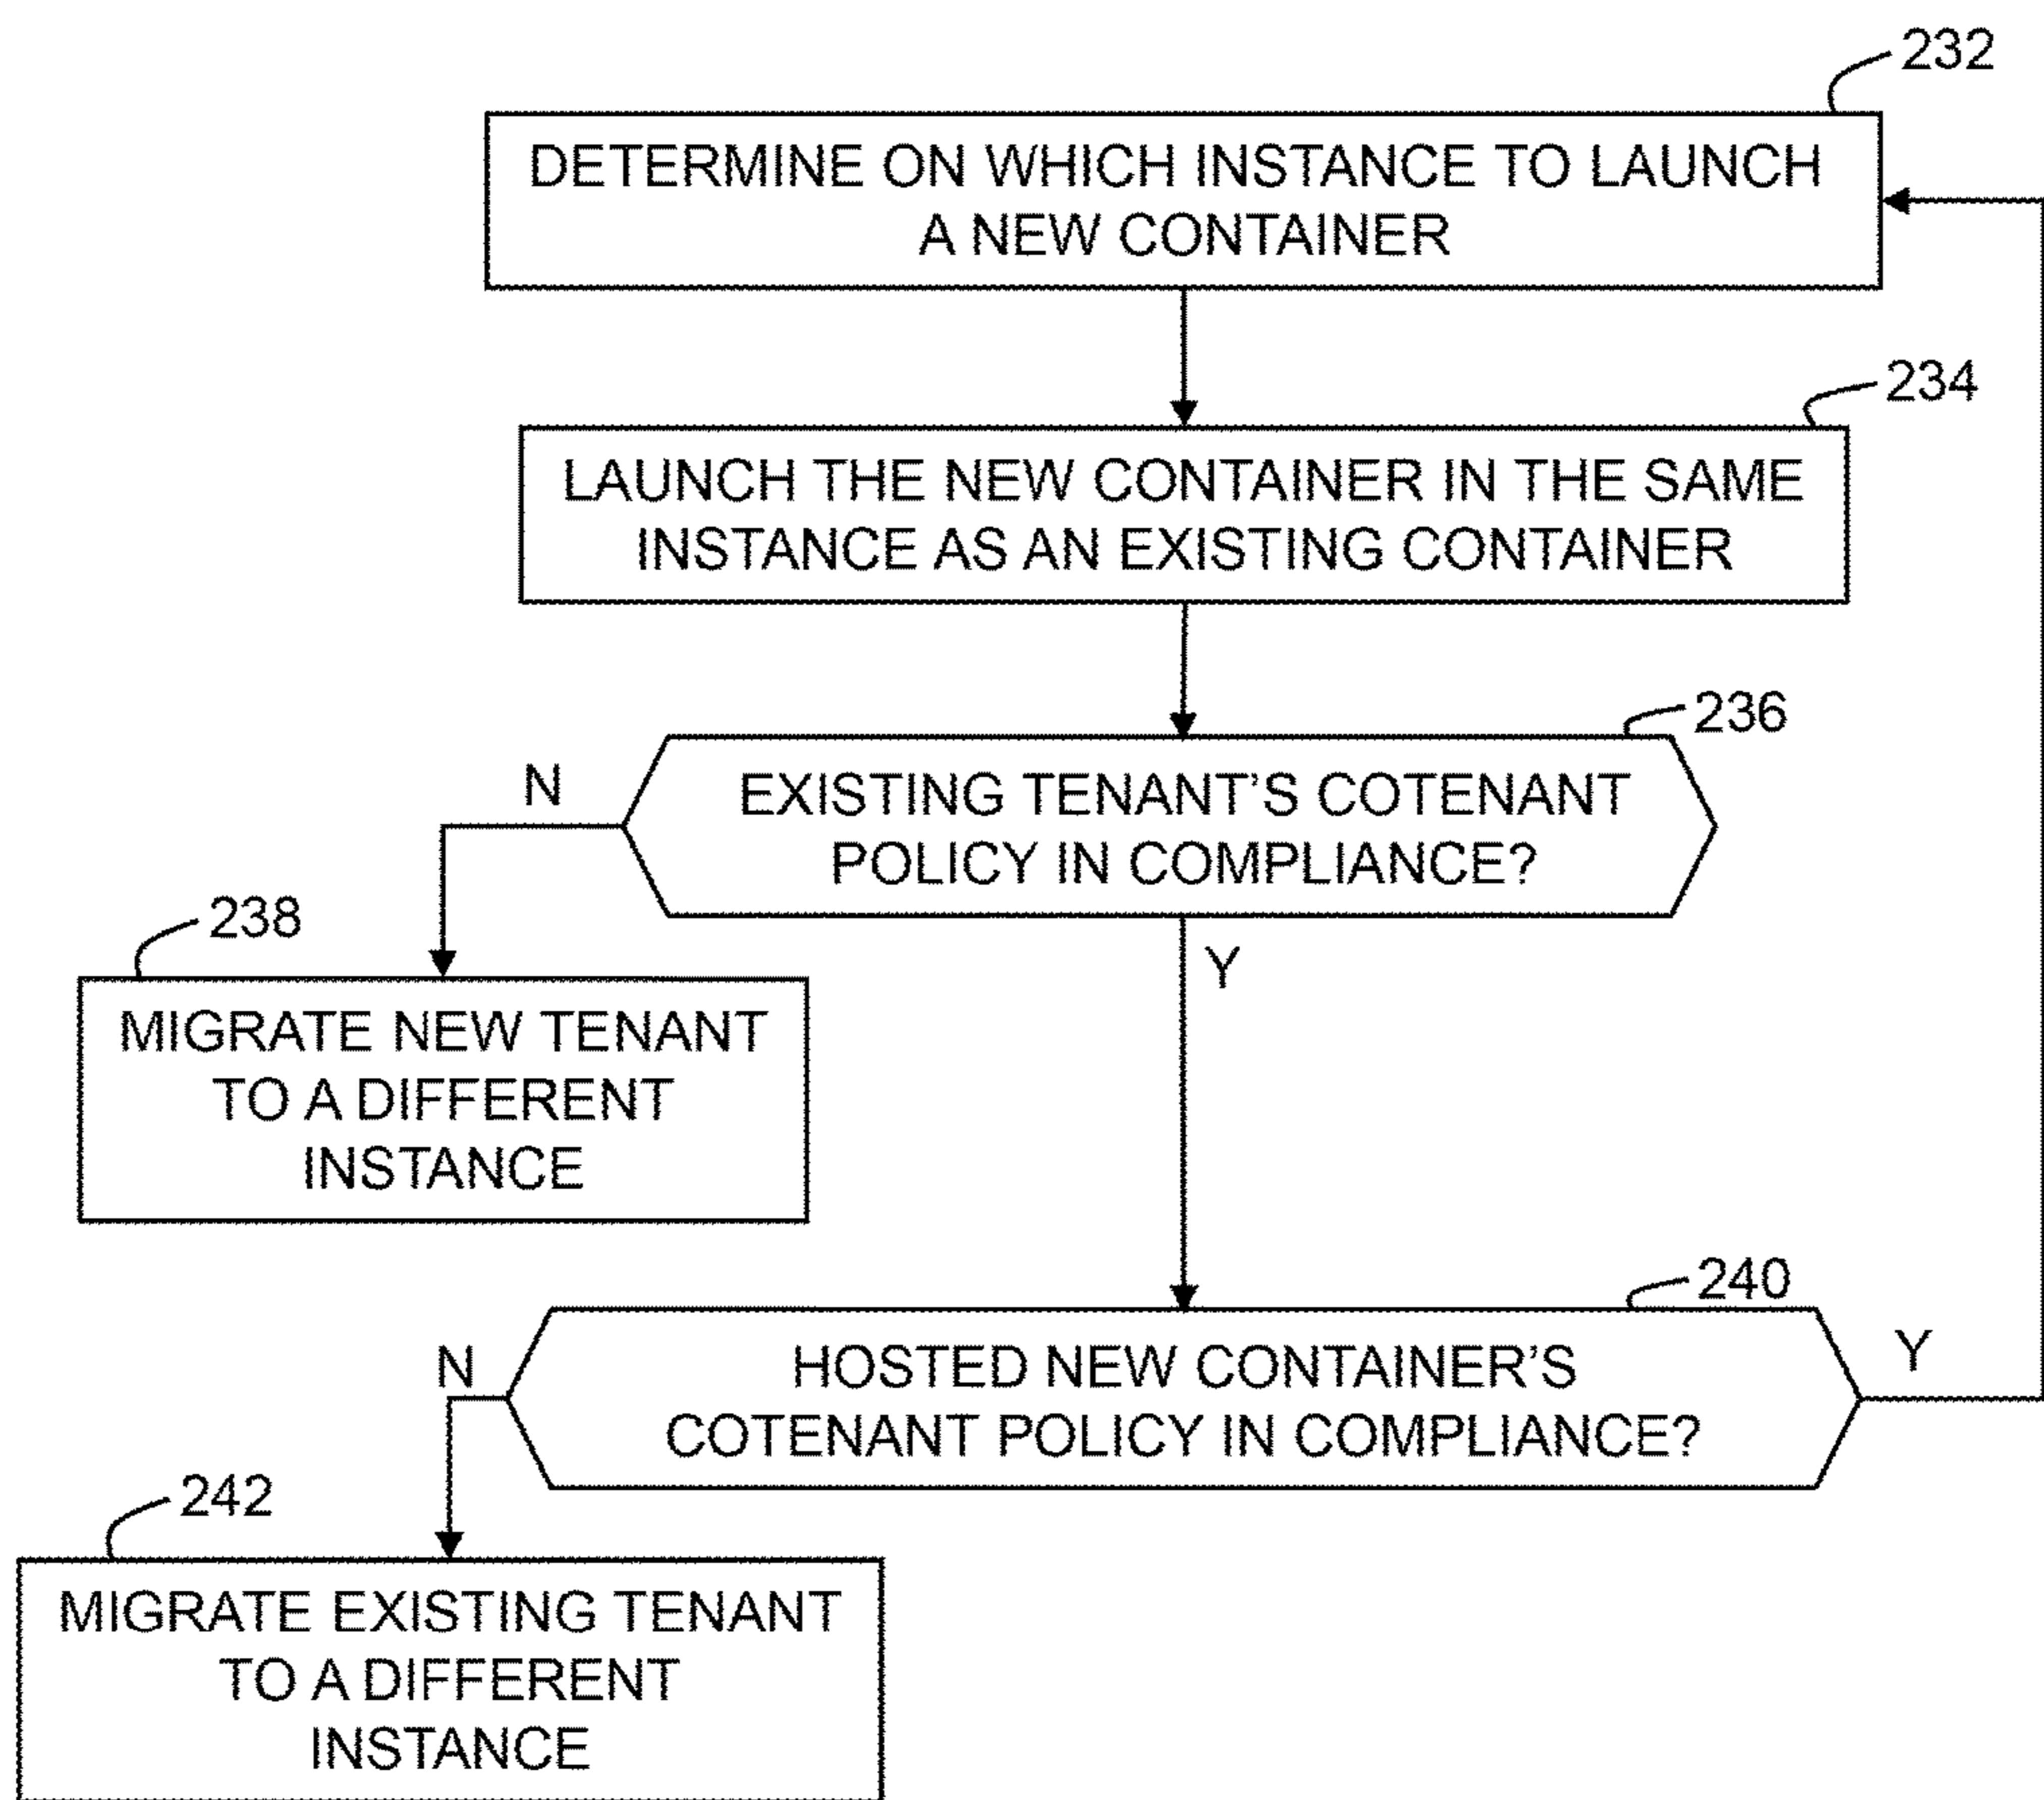 232
DETERMINE ON WHICH INSTANCE TO LAUNCH
A NEW CONTAINER
234
LAUNCH THE NEW CONTAINER IN THE SAME
INSTANCE AS AN EXISTING CONTAINER
236
N
EXISTING TENANT'S COTENANT
POLICY IN COMPLIANCE?
Y
238
MIGRATE NEW TENANT
TO A DIFFERENT
INSTANCE
240
N
HOSTED NEW CONTAINER'S
COTENANT POLICY IN COMPLIANCE?
Y
242
MIGRATE EXISTING TENANT
TO A DIFFERENT
INSTANCE